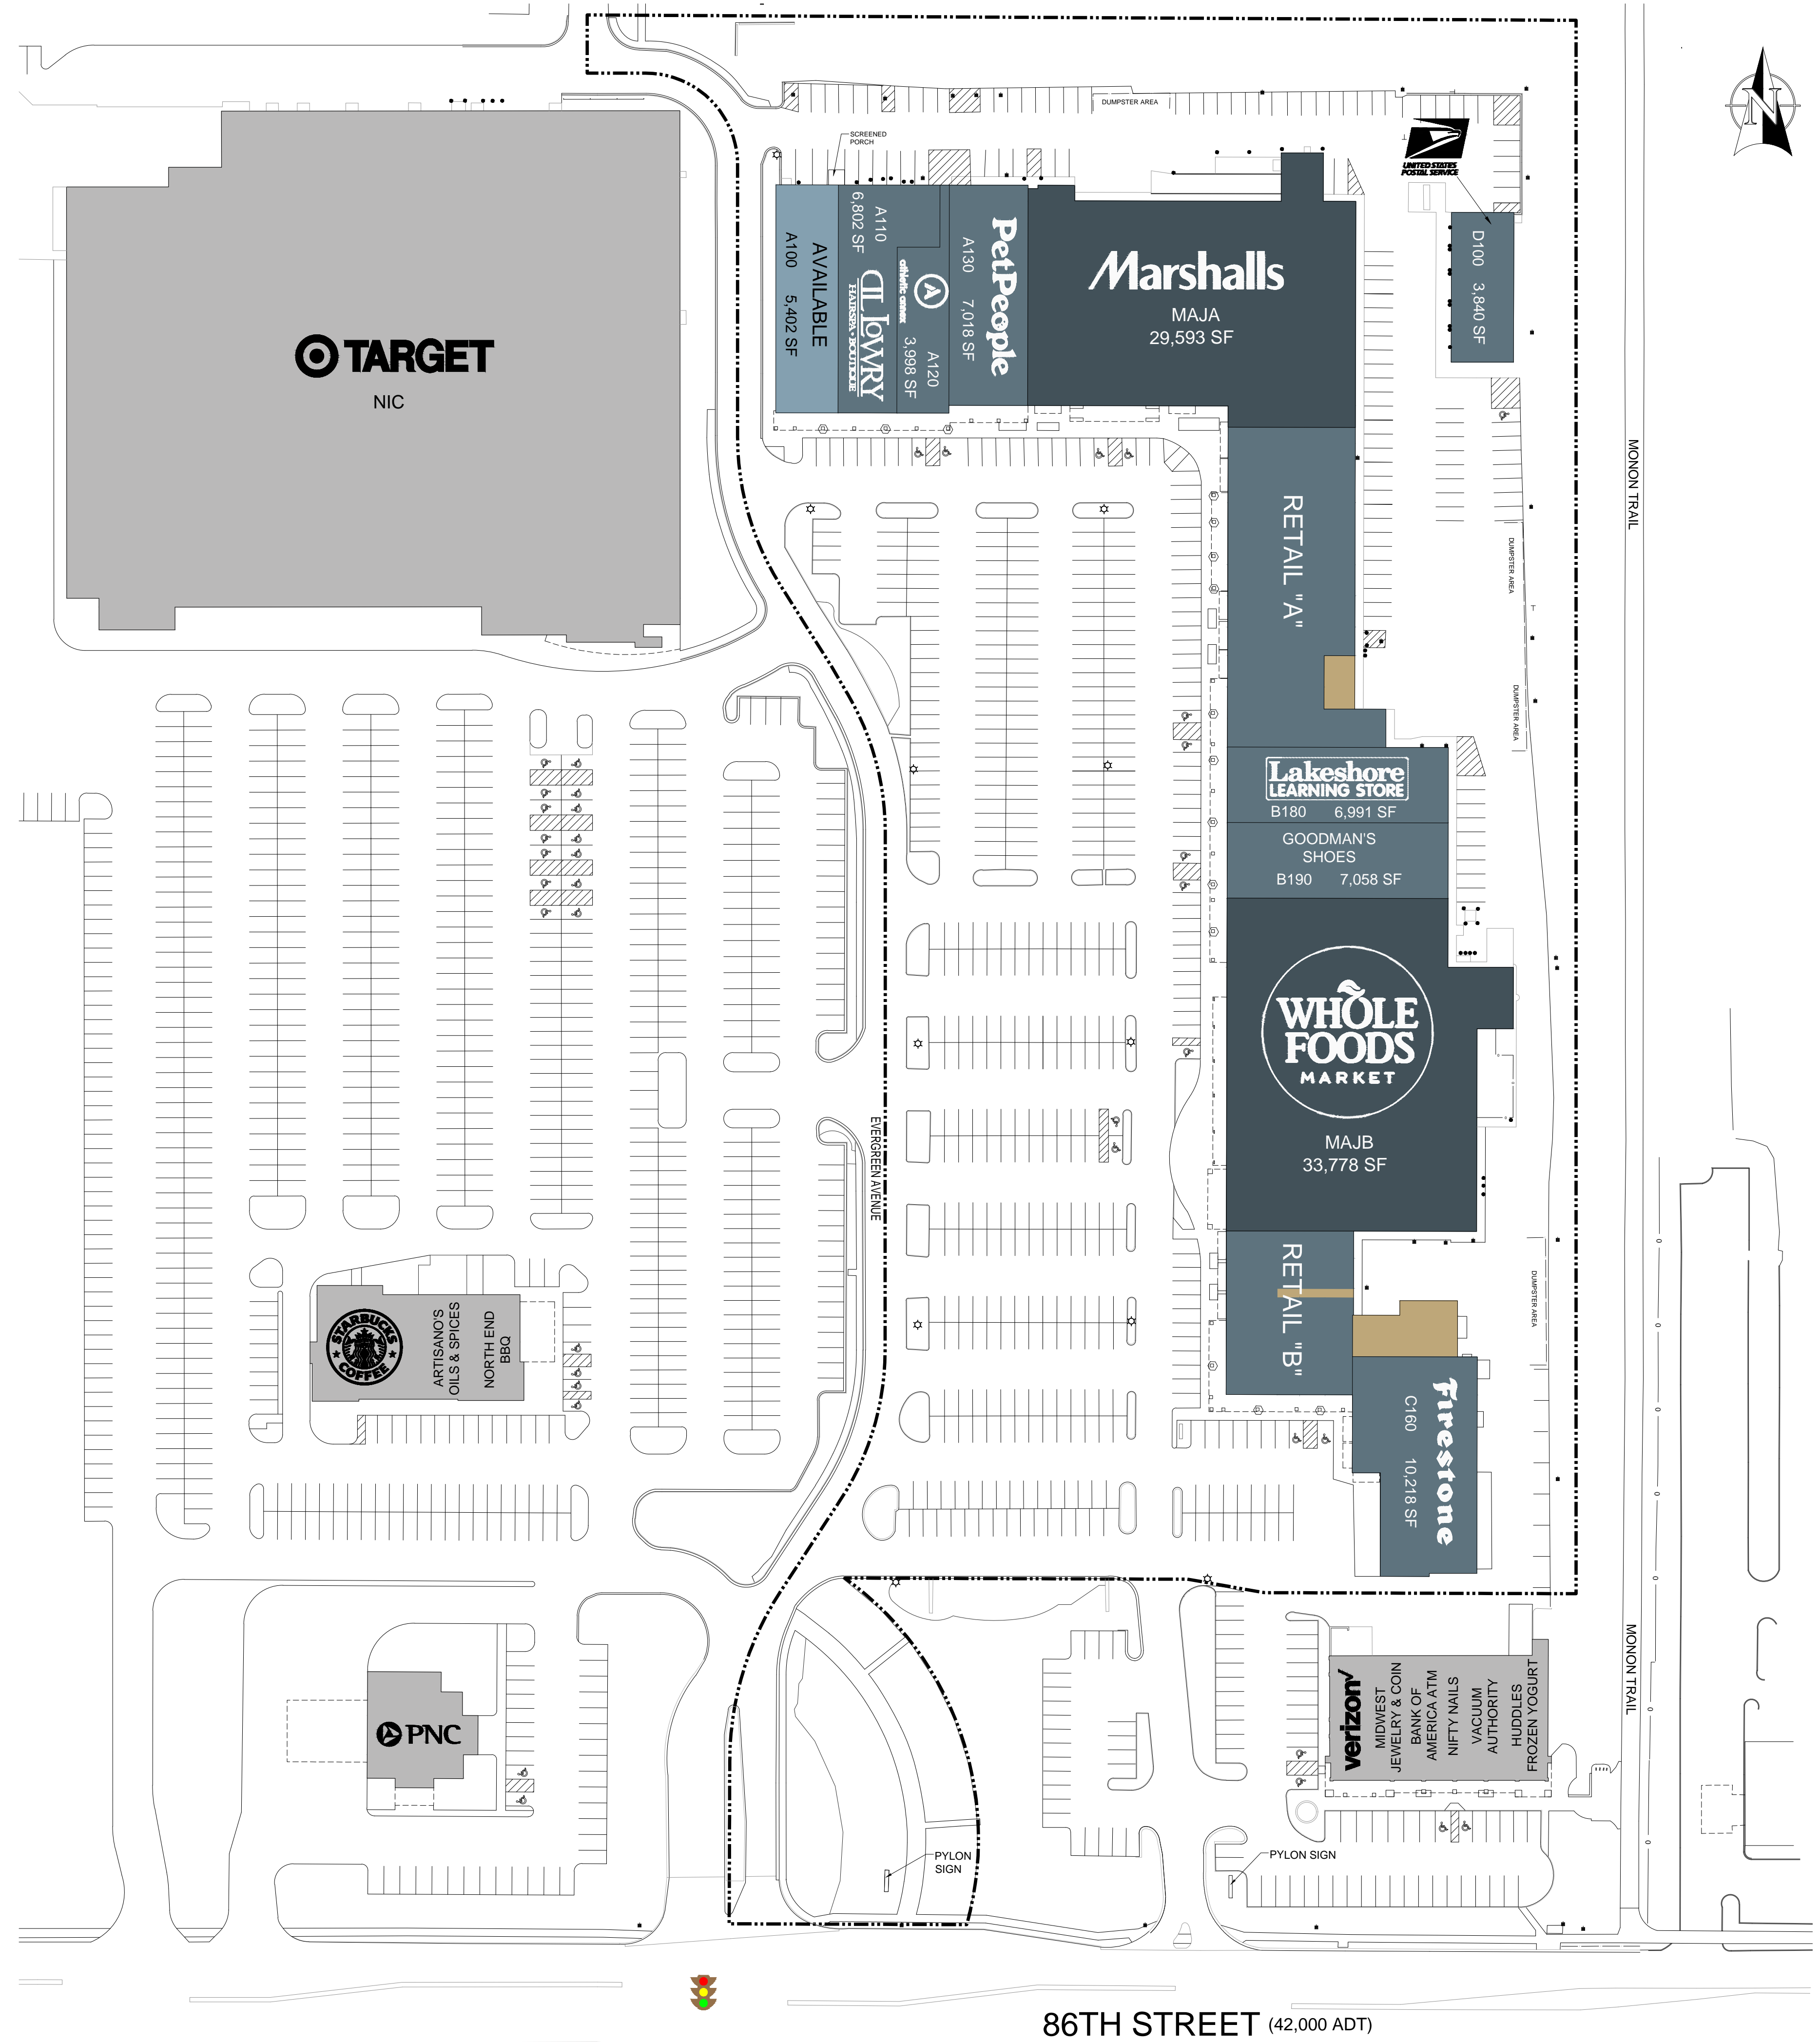 DUMPSTER AREA
SCREENED
PORCH
N
UNITED STATES
POSTAL SERVICE
D100 3,840 SF
AVAILABLE
A100 5,402 SF
A110
6,802 SF
DL LOWRY
HAIRSPA • BOUTIQUE
athletic annex
A120
3,998 SF
PetPeople
A130 7,018 SF
Marshalls
MAJA
29,593 SF
TARGET
NIC
MONON TRAIL
RETAIL "A"
DUMPSTER AREA
DUMPSTER AREA
Lakeshore
LEARNING STORE
B180 6,991 SF
GOODMAN'S
SHOES
B190 7,058 SF
WHOLE
FOODS
MARKET
MAJB
33,778 SF
EVERGREEN AVENUE
RETAIL "B"
DUMPSTER AREA
STARBUCKS
COFFEE
ARTISANO'S
OILS & SPICES
NORTH END
BBQ
Firestone
C160 10,218 SF
MONON TRAIL
PNC
verizon
MIDWEST
JEWELRY & COIN
BANK OF
AMERICA ATM
NIFTY NAILS
VACUUM
AUTHORITY
HUDDLES
FROZEN YOGURT
PYLON
SIGN
PYLON SIGN
86TH STREET (42,000 ADT)